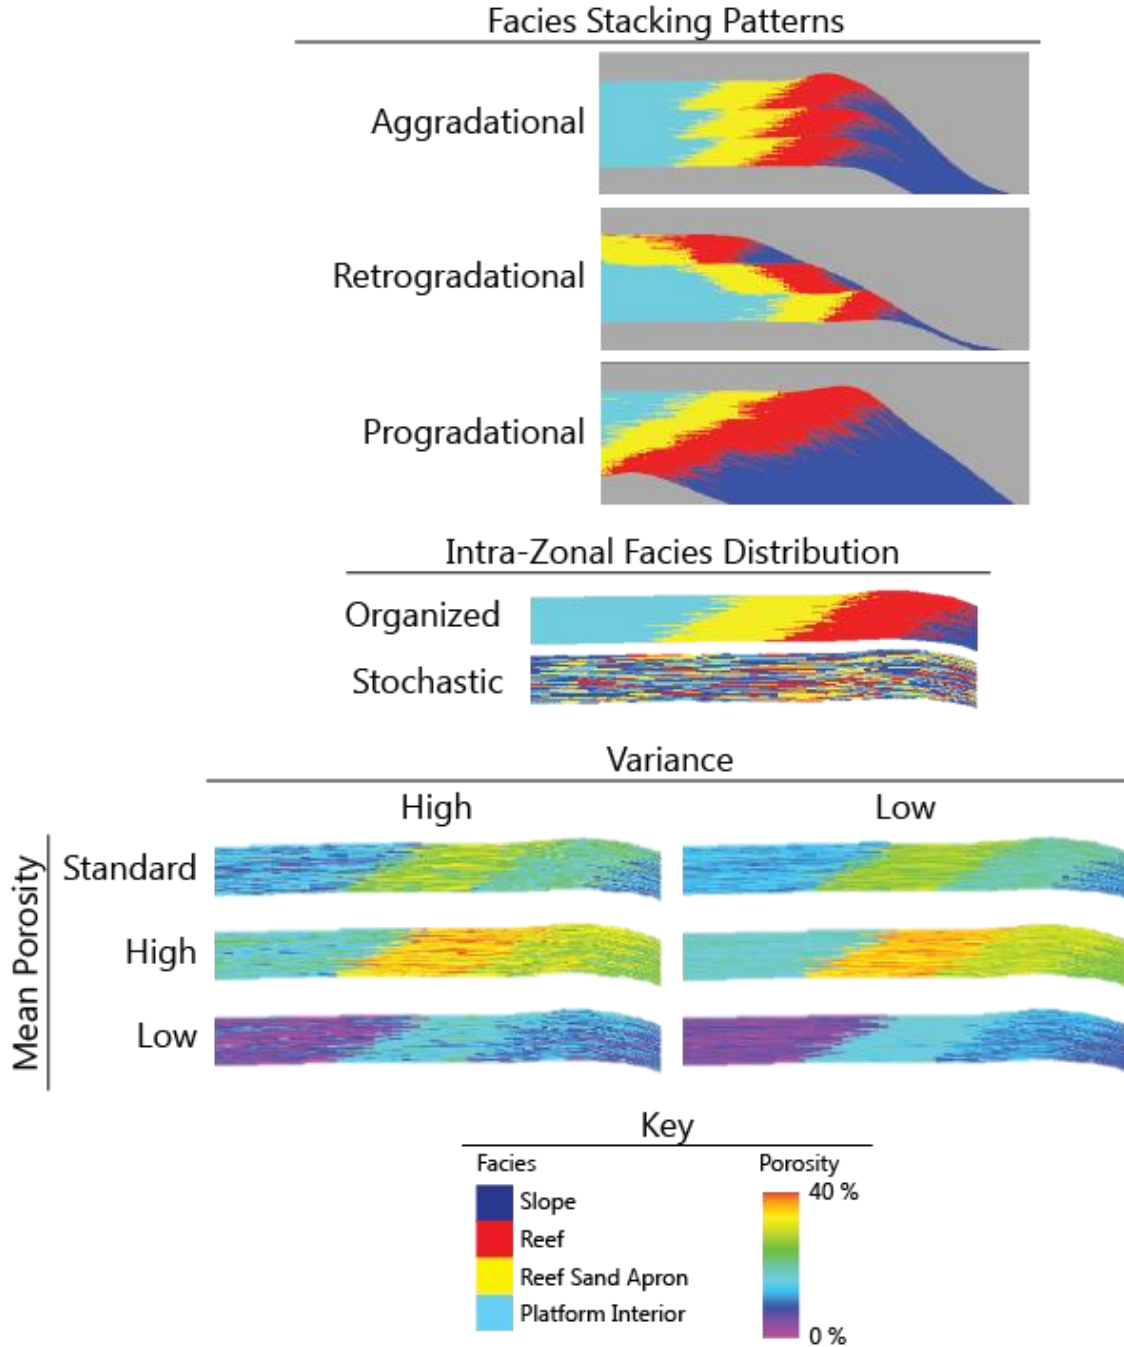 Facies Stacking Patterns
Aggradational
Retrogradational
Progradational
Intra-Zonal Facies Distribution
Organized
Stochastic
Variance
High Low
Mean Porosity
Standard
High
Low
Key
Facies Porosity
Slope
Reef
Reef Sand Apron
Platform Interior
40 %
0 %